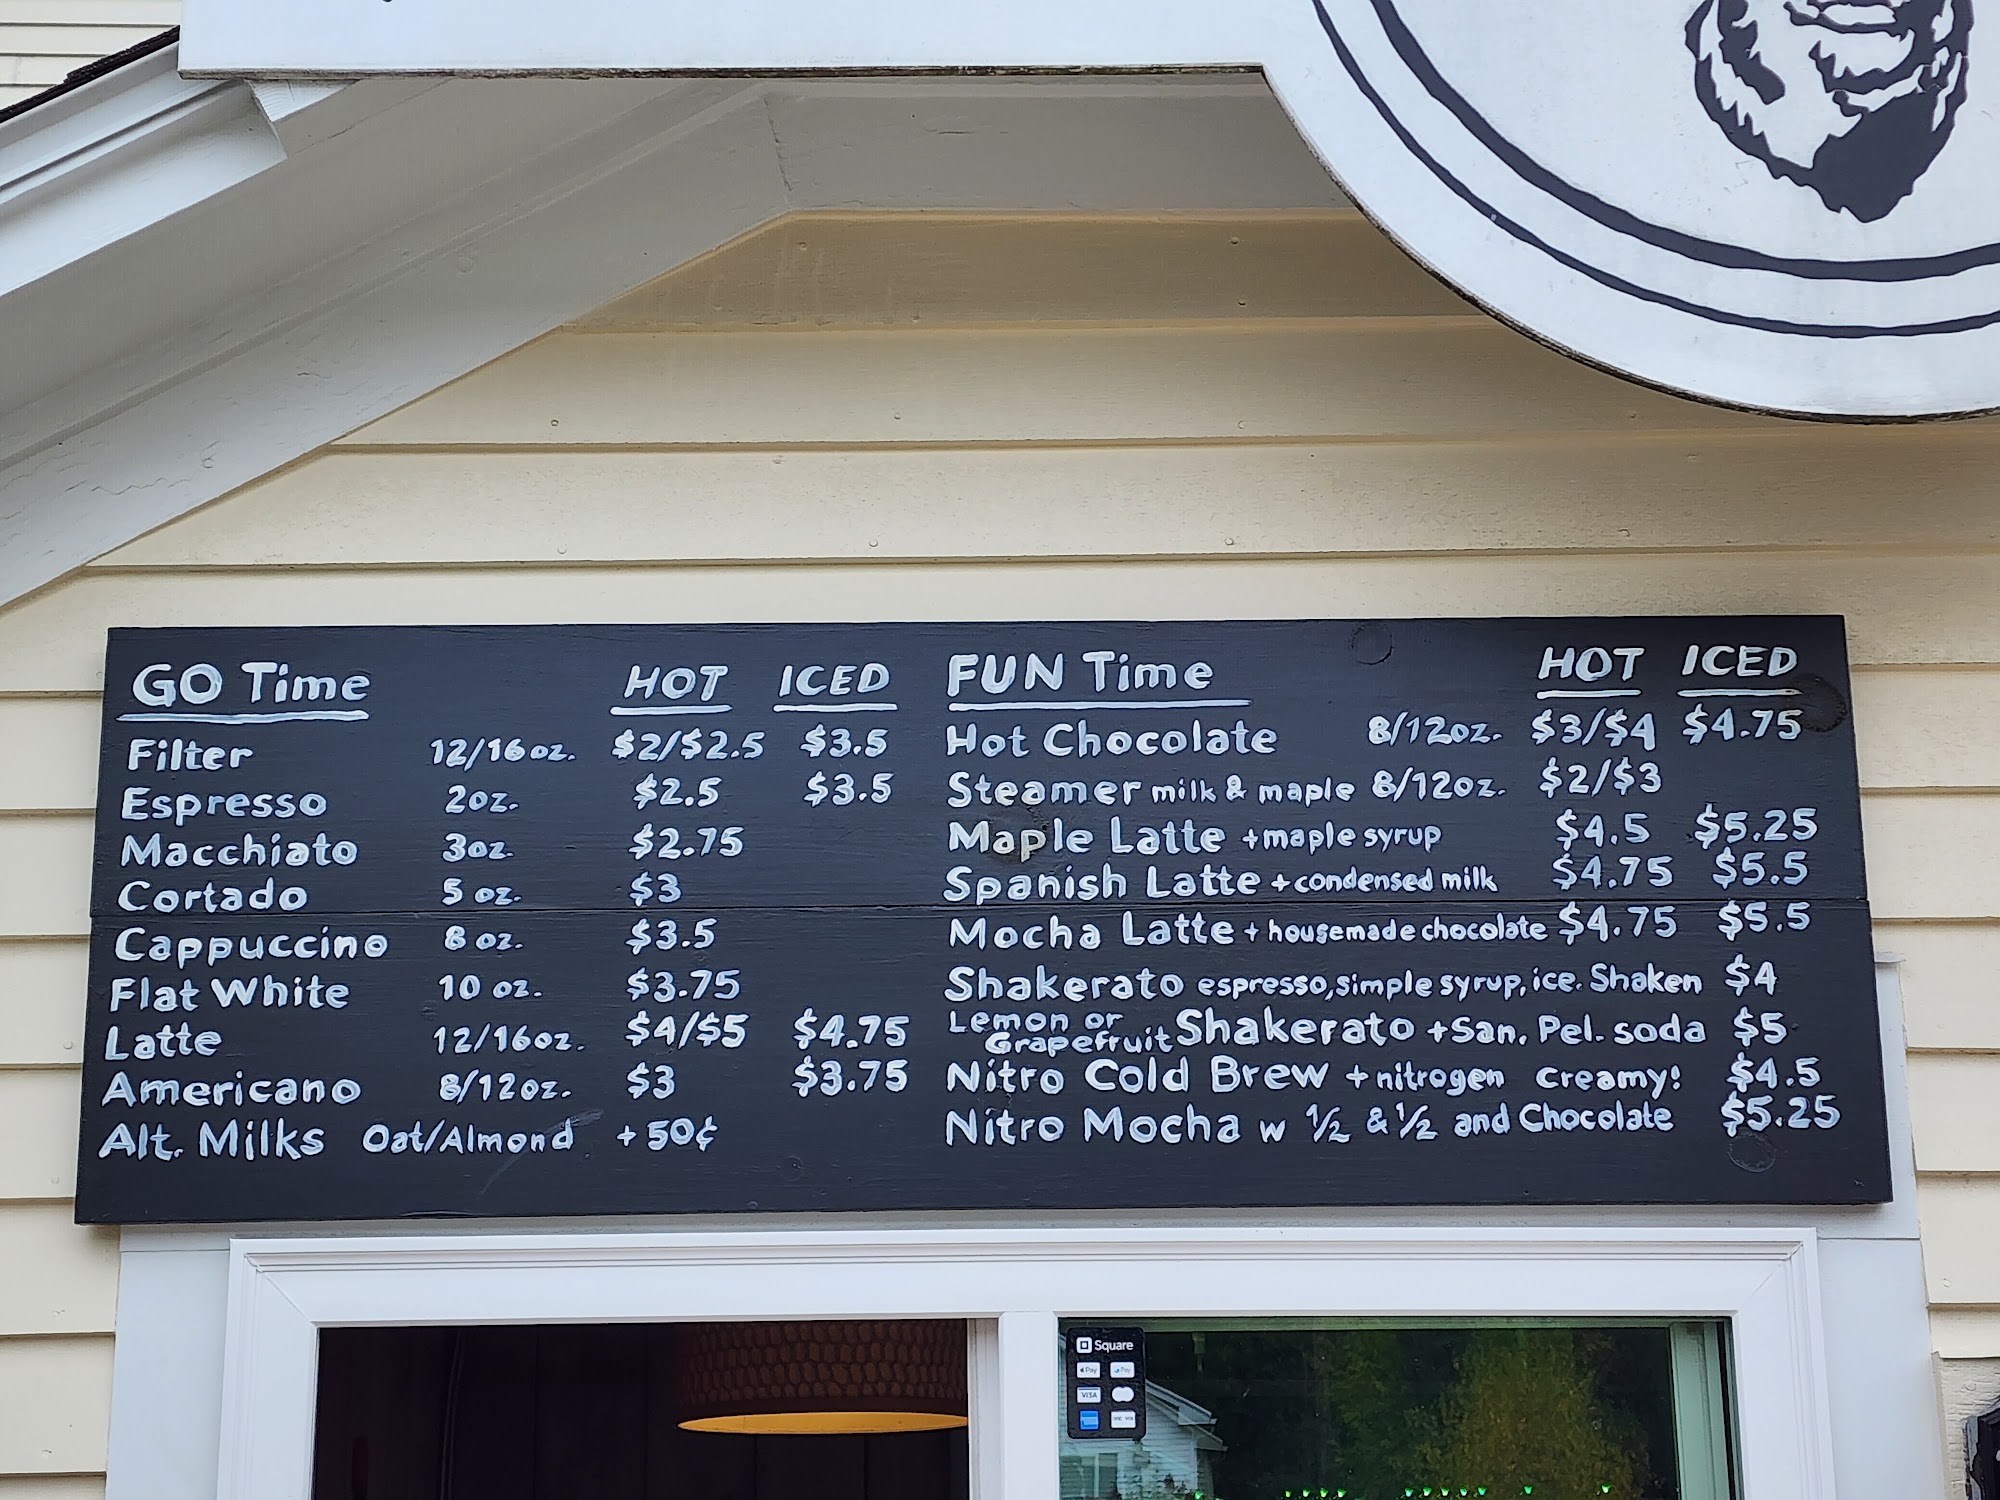 GO Time HOT ICED
Filter 12/16oz. $2/$2.5 $3.5
Espresso 2oz. $2.5 $3.5
Macchiato 3oz. $2.75
Cortado 5 oz. $3
Cappuccino 8 oz. $3.5
Flat White 10 oz. $3.75
Latte 12/16oz. $4/$5 $4.75
Americano 8/12oz. $3 $3.75
Alt. Milks Oat/Almond +50¢
FUN Time HOT ICED
Hot Chocolate 8/12oz. $3/$4 $4.75
Steamer milk & maple 8/12oz. $2/$3
Maple Latte +maple syrup $4.5 $5.25
Spanish Latte +condensed milk $4.75 $5.5
Mocha Latte + housemade chocolate $4.75 $5.5
Shakerato espresso, simple syrup, ice. Shaken $4
Lemon or
Grapefruit Shakerato +San. Pel. soda $5
Nitro Cold Brew +nitrogen creamy! $4.5
Nitro Mocha w ½ & ½ and Chocolate $5.25
Square
Pay Pay
VISA